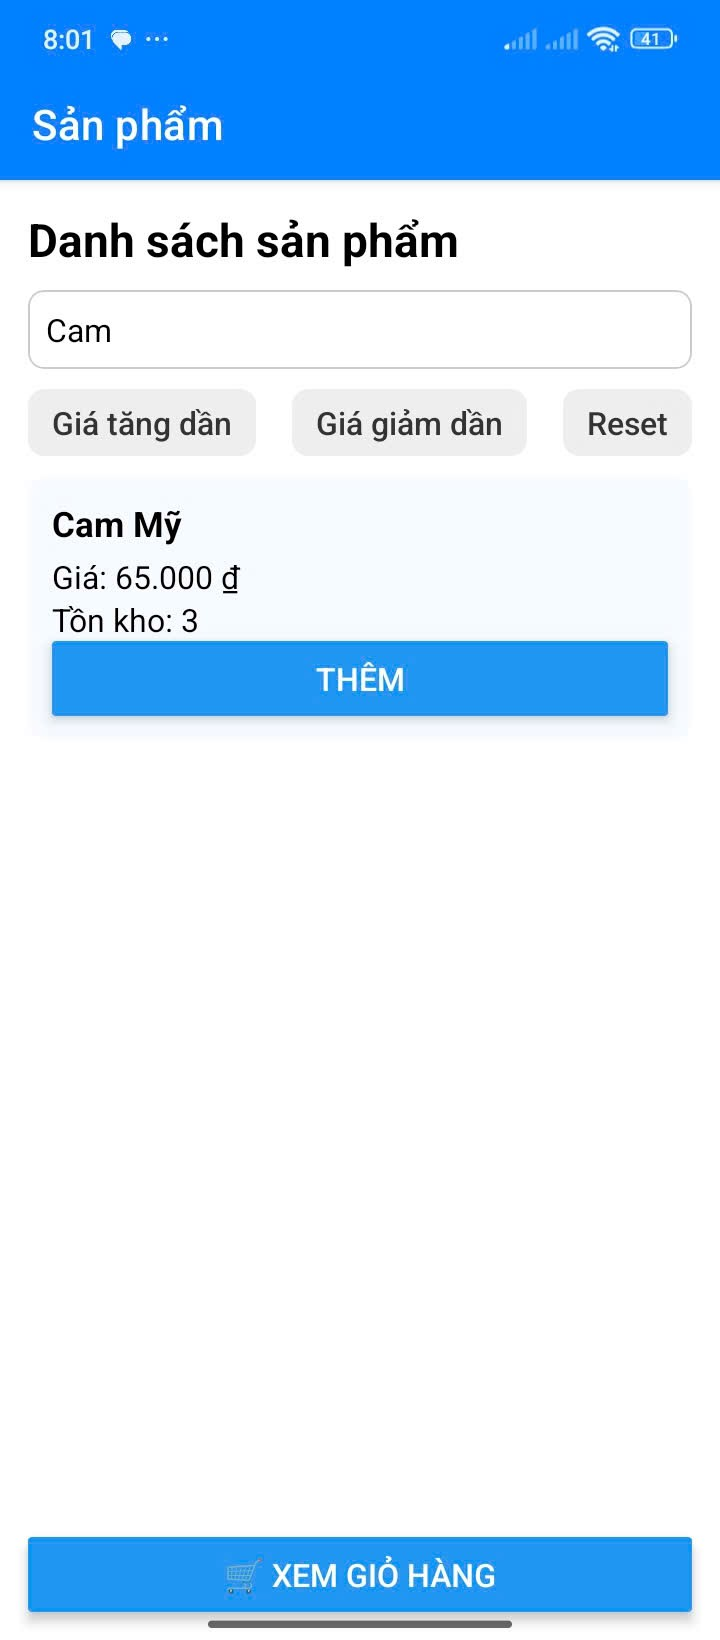 8:01
41
Sản phẩm
Danh sách sản phẩm
Cam
Giá tăng dần Giá giảm dần Reset
Cam Mỹ
Giá: 65.000 ₫
Tồn kho: 3
THÊM
XEM GIỎ HÀNG